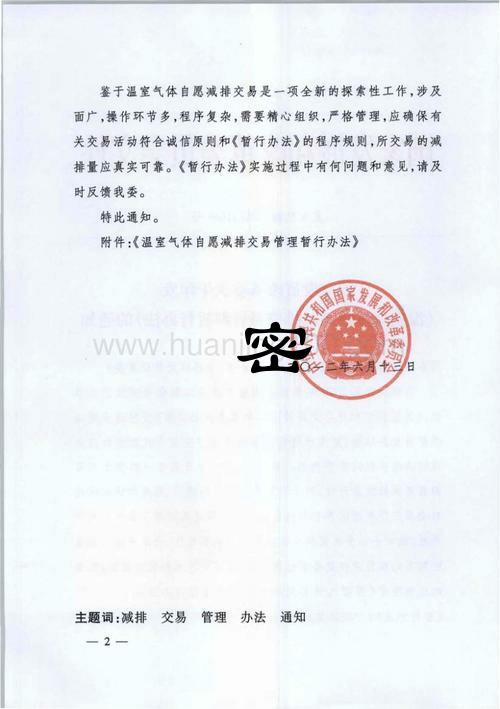 鉴于温室气体自愿减排交易是一项全新的探索性工作,涉及
面广,操作环节多,程序复杂,需要精心组织,严格管理,应确保有
关交易活动符合诚信原则和《暂行办法》的程序规则,所交易的减
排量应真实可靠。《暂行办法》实施过程中有何问题和意见,请及
时反馈我委。
特此通知。
附件:《温室气体自愿减排交易管理暂行办法》
中华人民共和国国家发展和改革委员会
www.huanj
密
〇一二年六月十三日
主题词:减排 交易 管理 办法 通知
— 2 —